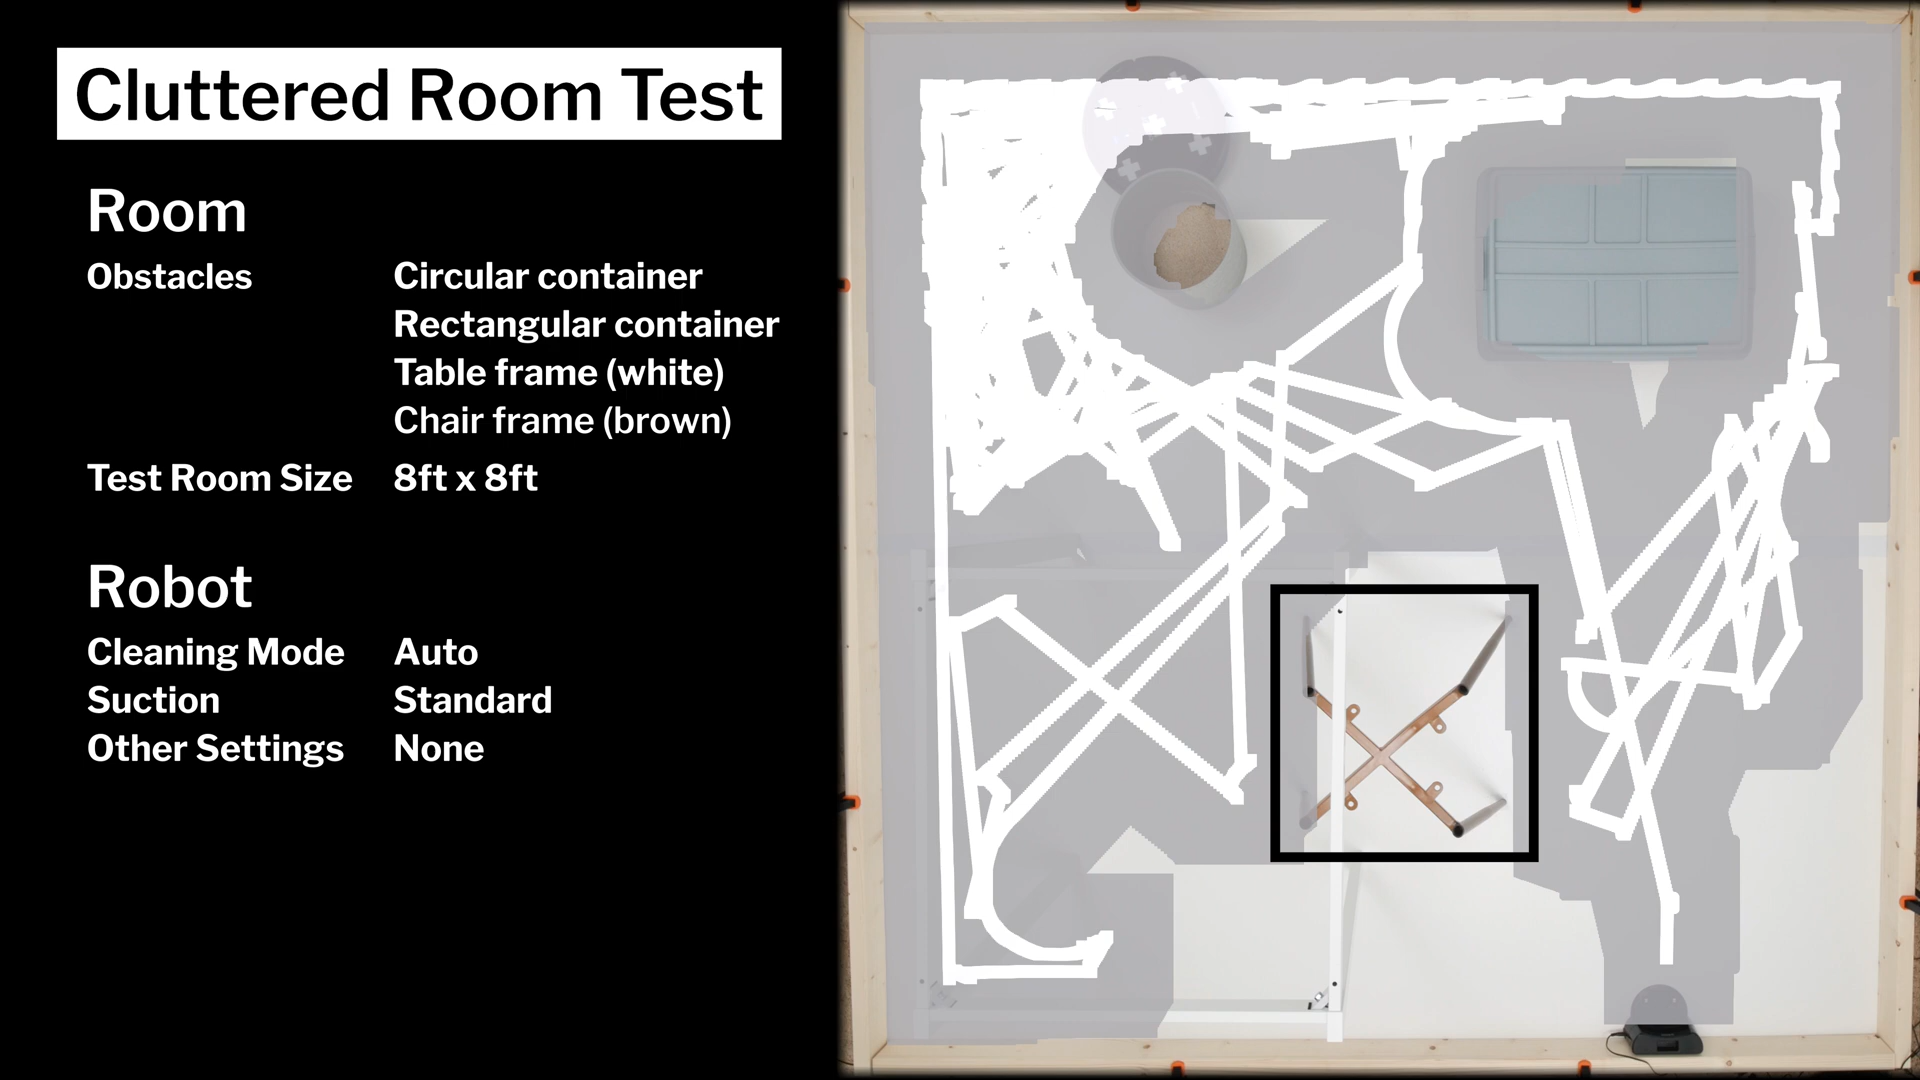 Cluttered Room Test
Room
Obstacles Circular container
Rectangular container
Table frame (white)
Chair frame (brown)
Test Room Size 8ft x 8ft
Robot
Cleaning Mode Auto
Suction Standard
Other Settings None